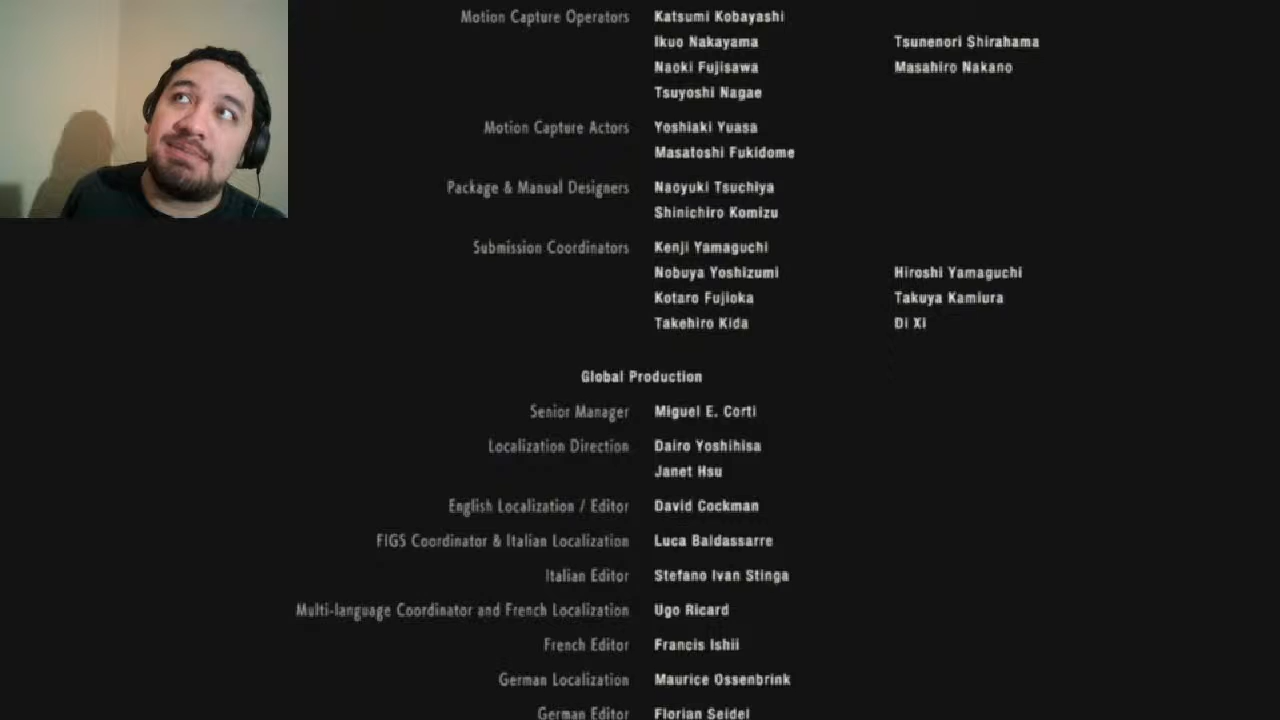 Motion Capture Operators Katsumi Kobayashi
Ikuo Nakayama Tsunenori Shirahama
Naoki Fujisawa Masahiro Nakano
Tsuyoshi Nagae
Motion Capture Actors Yoshiaki Yuasa
Masatoshi Fukidome
Package & Manual Designers Naoyuki Tsuchiya
Shinichiro Komizu
Submission Coordinators Kenji Yamaguchi
Nobuya Yoshizumi Hiroshi Yamaguchi
Kotaro Fujioka Takuya Kamiura
Takehiro Kida Di Xi
Global Production
Senior Manager Miguel E. Corti
Localization Direction Dairo Yoshihisa
Janet Hsu
English Localization / Editor David Cockman
FIGS Coordinator & Italian Localization Luca Baldassarre
Italian Editor Stefano Ivan Stinga
Multi-language Coordinator and French Localization Ugo Ricard
French Editor Francis Ishii
German Localization Maurice Ossenbrink
German Editor Florian Seidel